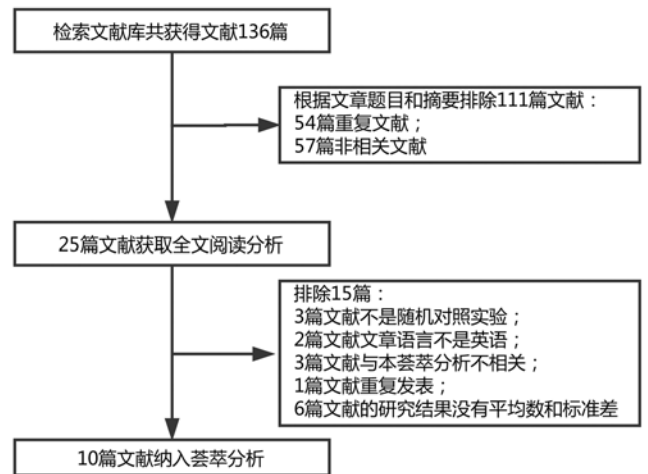 检索文献库共获得文献136篇
根据文章题目和摘要排除111篇文献：
54篇重复文献；
57篇非相关文献
25篇文献获取全文阅读分析
排除15篇：
3篇文献不是随机对照实验；
2篇文献文章语言不是英语；
3篇文献与本荟萃分析不相关；
1篇文献重复发表；
6篇文献的研究结果没有平均数和标准差
10篇文献纳入荟萃分析